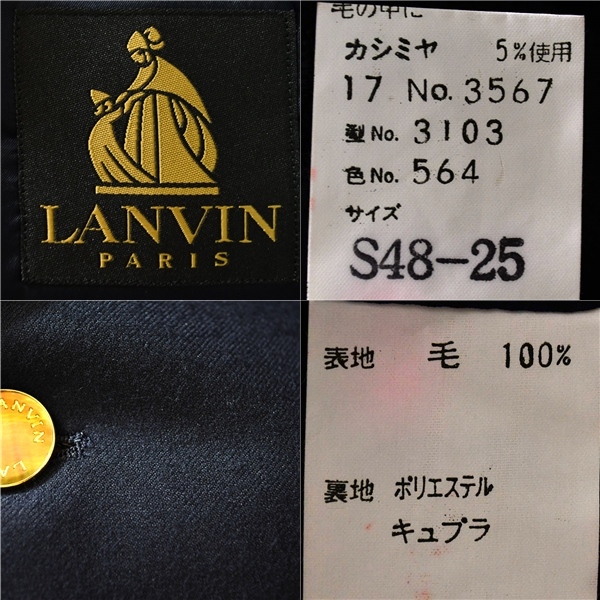 LANVIN
PARIS
毛の中に
カシミヤ 5%使用
17 No. 3567
型No. 3103
色No. 564
サイズ
S48-25
LANVIN
表地 毛 100%
裏地 ポリエステル
キュプラ